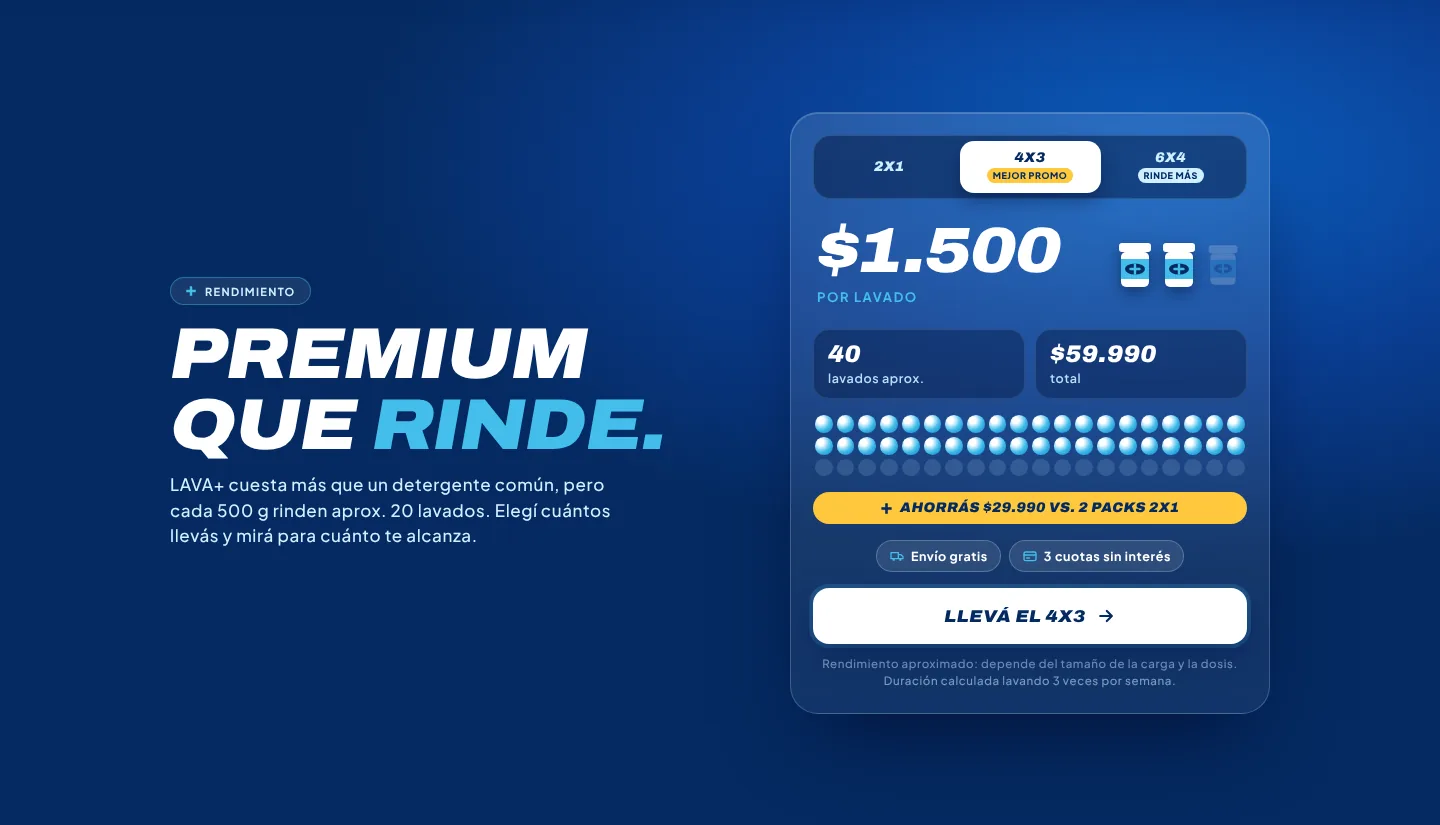 RENDIMIENTO
PREMIUM
QUE RINDE.
LAVA+ cuesta más que un detergente común, pero
cada 500 g rinden aprox. 20 lavados. Elegí cuántos
llevás y mirá para cuánto te alcanza.
2X1
4X3
MEJOR PROMO
6X4
RINDE MÁS
$1.500
POR LAVADO
40
lavados aprox.
$59.990
total
+ AHORRÁS $29.990 VS. 2 PACKS 2X1
Envío gratis
3 cuotas sin interés
LLEVÁ EL 4X3 →
Rendimiento aproximado: depende del tamaño de la carga y la dosis.
Duración calculada lavando 3 veces por semana.